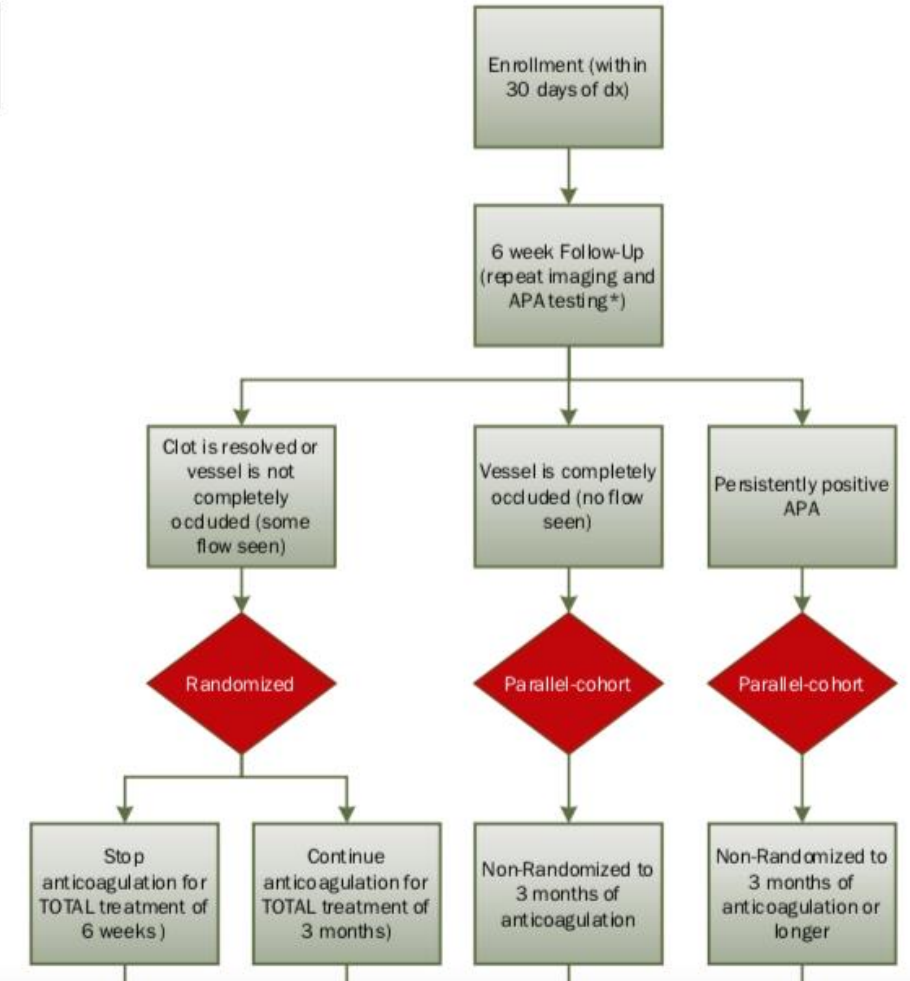 Enrollment (within
30 days of dx)
6 week Follow-Up
(repeat imaging and
APA testing*)
Clot is resolved or
vessel is not
completely
occluded (some
flow seen)
Vessel is completely
occluded (no flow
seen)
Persistently positive
APA
Randomized
Parallel-cohort
Parallel-cohort
Stop
anticoagulation for
TOTAL treatment of
6 weeks )
Continue
anticoagulation for
TOTAL treatment of
3 months)
Non-Randomized to
3 months of
anticoagulation
Non-Randomized to
3 months of
anticoagulation or
longer